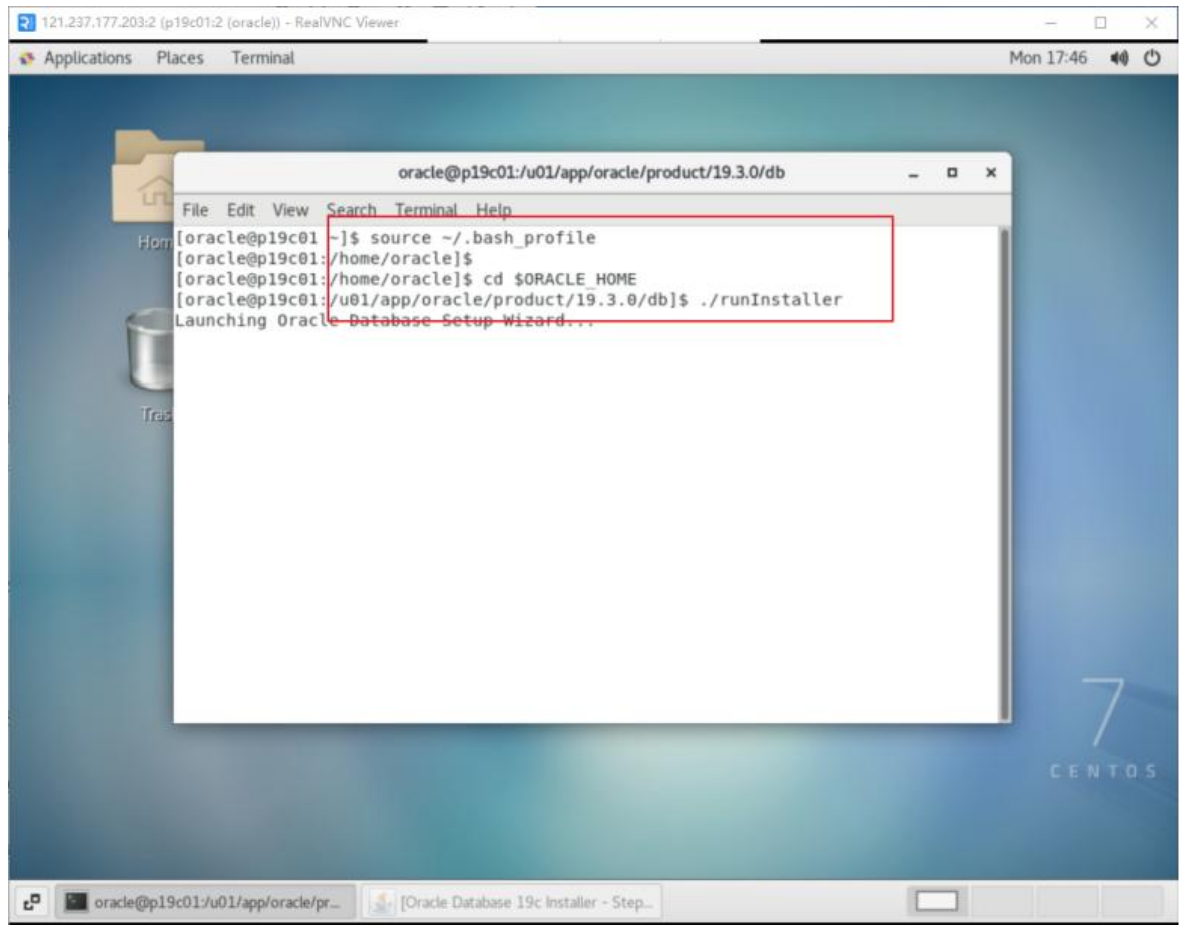 121.237.177.203:2 (p19c01:2 (oracle)) - RealVNC Viewer
Applications Places Terminal Mon 17:46
oracle@p19c01:/u01/app/oracle/product/19.3.0/db
File Edit View Search Terminal Help
[oracle@p19c01 ~]$ source ~/.bash_profile
[oracle@p19c01:/home/oracle]$
[oracle@p19c01:/home/oracle]$ cd $ORACLE_HOME
[oracle@p19c01:/u01/app/oracle/product/19.3.0/db]$ ./runInstaller
Launching Oracle Database Setup Wizard...
Hom
Tras
7
CENTOS
oracle@p19c01:/u01/app/oracle/pr...
[Oracle Database 19c Installer - Step...